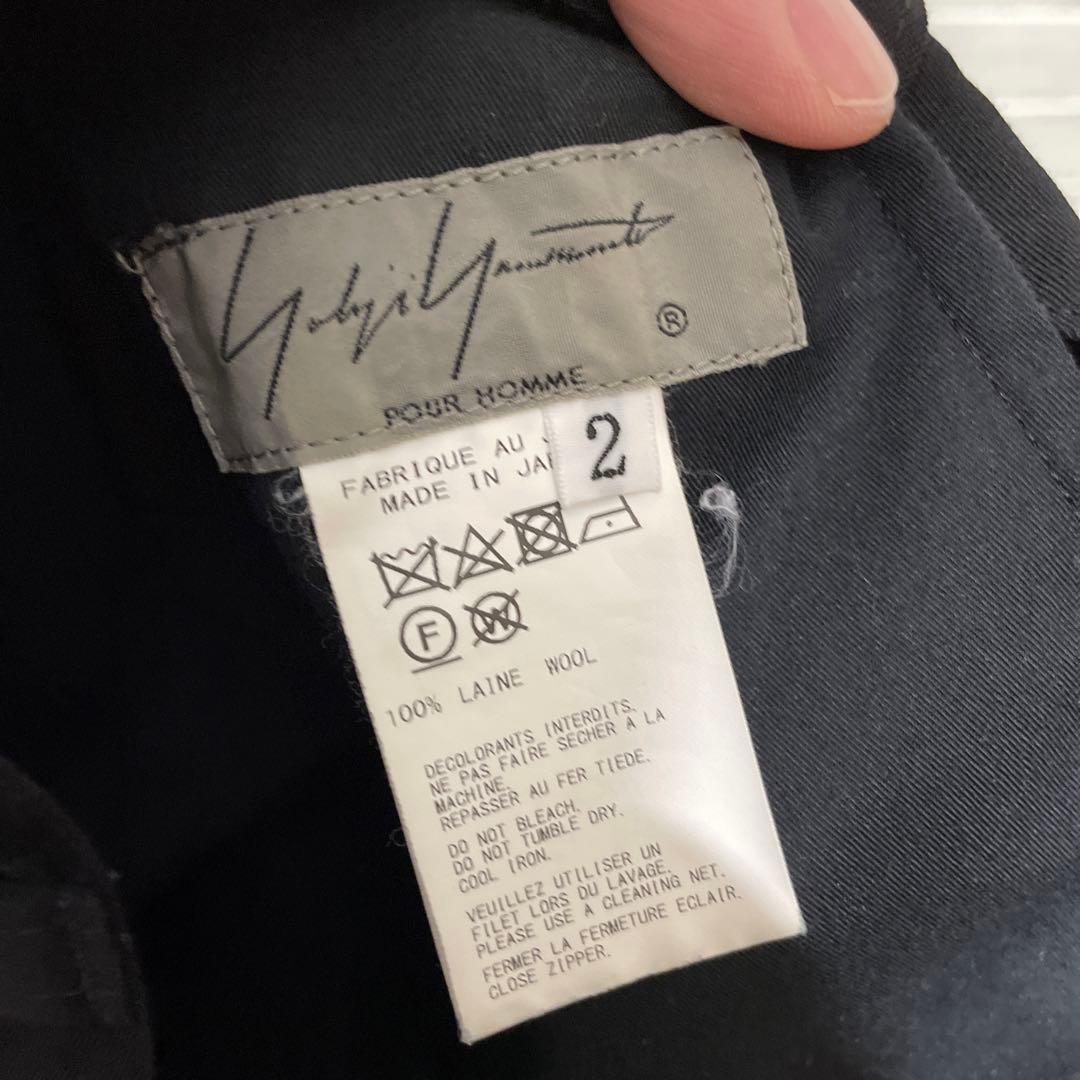 Yohji Yamamoto
®
POUR HOMME
2
FABRIQUE AU J
MADE IN JA
F
W
100% LAINE WOOL
DECOLORANTS INTERDITS.
NE PAS FAIRE SECHER A LA
MACHINE.
REPASSER AU FER TIEDE.
DO NOT BLEACH.
DO NOT TUMBLE DRY.
COOL IRON.
VEUILLEZ UTILISER UN
FILET LORS DU LAVAGE.
PLEASE USE A CLEANING NET.
FERMER LA FERMETURE ECLAIR.
CLOSE ZIPPER.